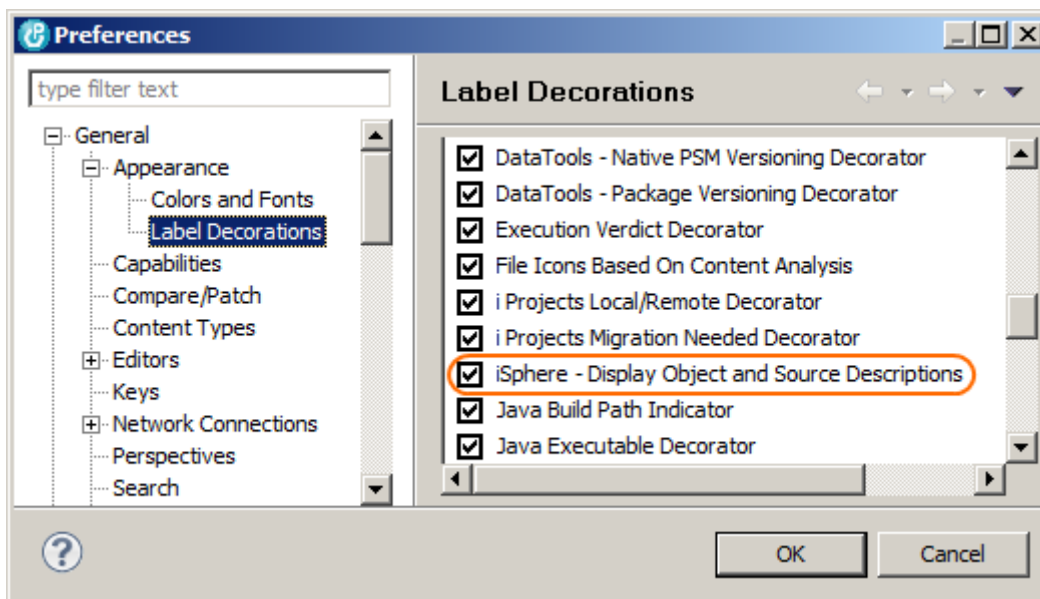 Preferences
type filter text
General
Appearance
Colors and Fonts
Label Decorations
Capabilities
Compare/Patch
Content Types
Editors
Keys
Network Connections
Perspectives
Search
Label Decorations
DataTools - Native PSM Versioning Decorator
DataTools - Package Versioning Decorator
Execution Verdict Decorator
File Icons Based On Content Analysis
i Projects Local/Remote Decorator
i Projects Migration Needed Decorator
iSphere - Display Object and Source Descriptions
Java Build Path Indicator
Java Executable Decorator
?
OK
Cancel